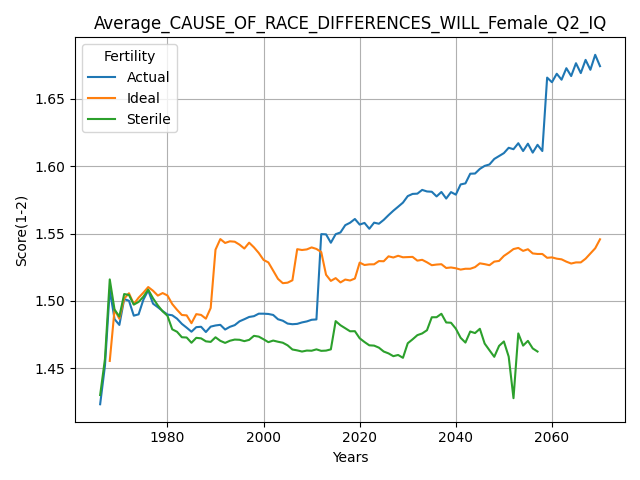 Average_CAUSE_OF_RACE_DIFFERENCES_WILL_Female_Q2_IQ
Fertility
Actual
Ideal
Sterile
Score(1-2)
1.65
1.60
1.55
1.50
1.45
1980
2000
2020
2040
2060
Years